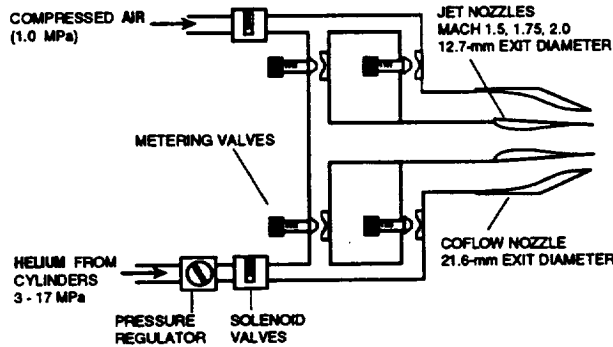 COMPRESSED AIR
(1.0 MPa)
JET NOZZLES
MACH 1.5, 1.75, 2.0
12.7-mm EXIT DIAMETER
METERING VALVES
HELIUM FROM
CYLINDERS
3 - 17 MPa
PRESSURE
REGULATOR
SOLENOID
VALVES
COFLOW NOZZLE
21.6-mm EXIT DIAMETER